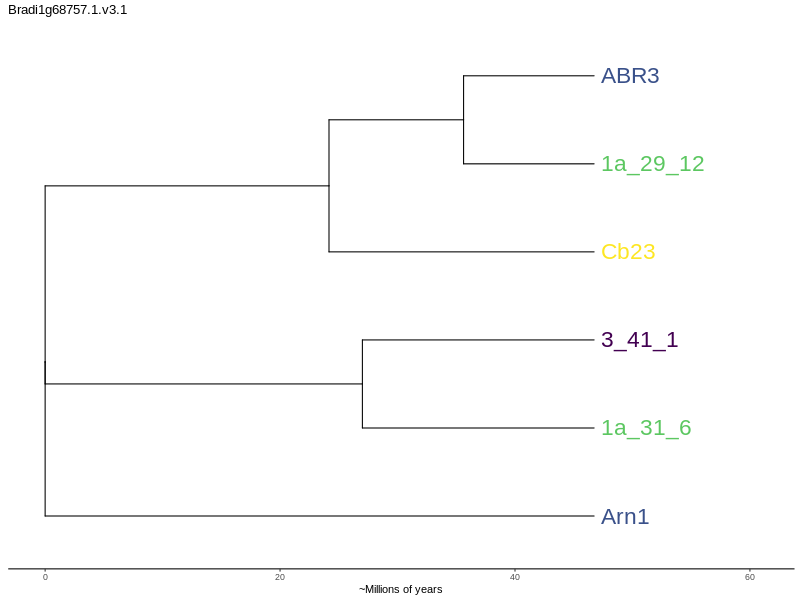 Bradi1g68757.1.v3.1
ABR3
1a_29_12
Cb23
3_41_1
1a_31_6
Arn1
0 20 40 60
~Millions of years